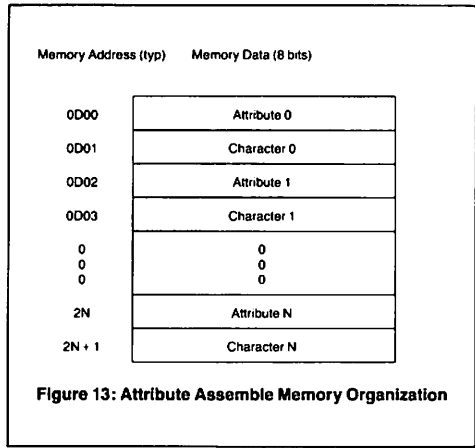 Memory Address (typ) Memory Data (8 bits)
0D00 Attribute 0
0D01 Character 0
0D02 Attribute 1
0D03 Character 1
0 0
0 0
0 0
2N Attribute N
2N + 1 Character N
Figure 13: Attribute Assemble Memory Organization